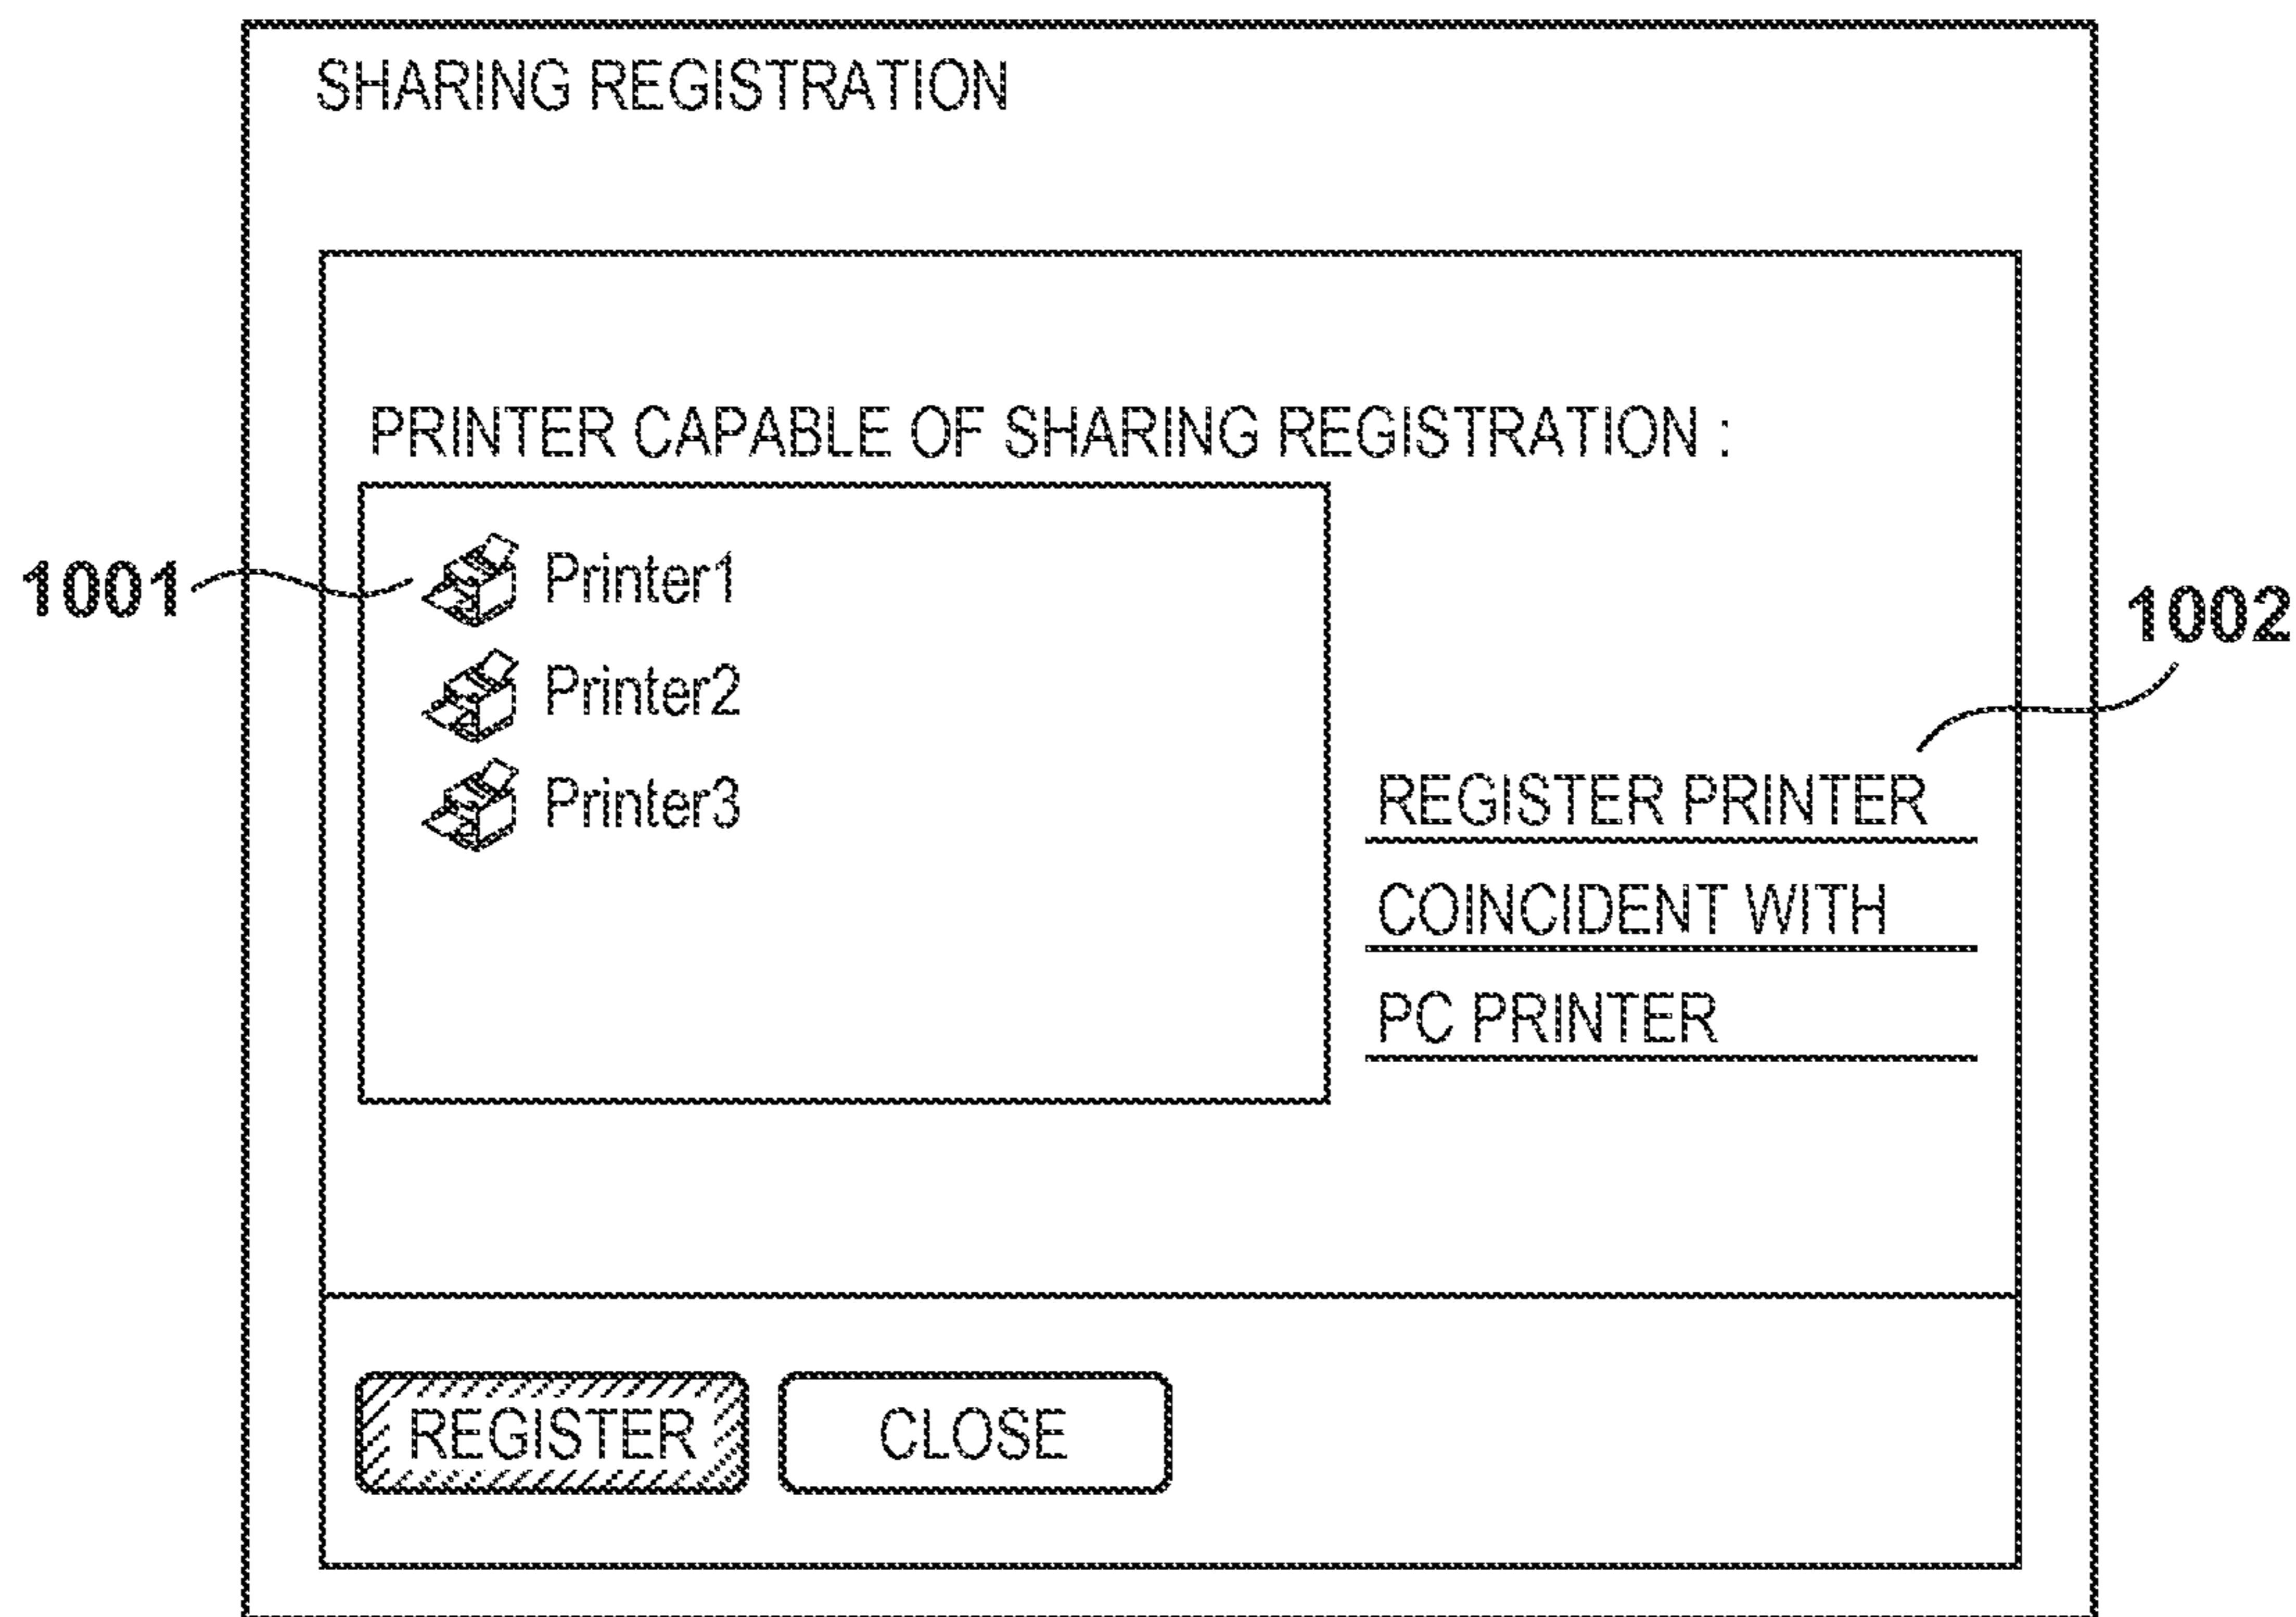 SHARING REGISTRATION
PRINTER CAPABLE OF SHARING REGISTRATION :
1001
Printer1
Printer2
Printer3
1002
REGISTER PRINTER
COINCIDENT WITH
PC PRINTER
REGISTER
CLOSE